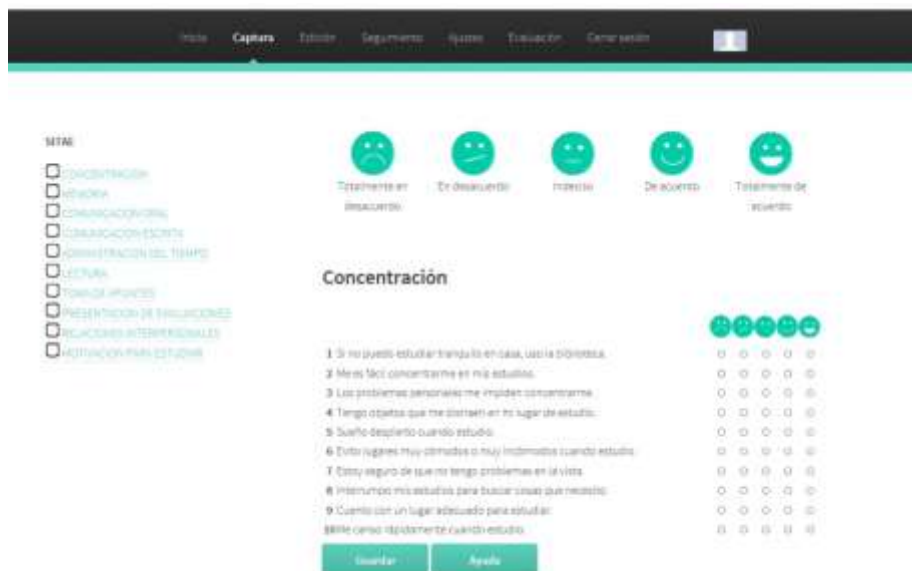 Inicio Captura Edición Seguimiento Ajustes Evaluación Cerrar sesión
SITAE
CONCENTRACION
MEMORIA
COMUNICACION ORAL
COMUNICACION ESCRITA
ADMINISTRACION DEL TIEMPO
LECTURA
TOMA DE APUNTES
PRESENTACION DE EVALUACIONES
RELACIONES INTERPERSONALES
MOTIVACION PARA ESTUDIAR
Totalmente en desacuerdo
En desacuerdo
Indeciso
De acuerdo
Totalmente de acuerdo
Concentración
1 Si no puedo estudiar tranquilo en casa, uso la biblioteca.
2 Me es fácil concentrarme en mis estudios.
3 Los problemas personales me impiden concentrarme.
4 Tengo objetos que me distraen en mi lugar de estudio.
5 Sueño despierto cuando estudio.
6 Evito lugares muy cómodos o muy incómodos cuando estudio.
7 Estoy seguro de que no tengo problemas en la vista.
8 Interrumpo mis estudios para buscar cosas que necesito.
9 Cuento con un lugar adecuado para estudiar.
10 Me canso rápidamente cuando estudio.
Guardar Ayuda